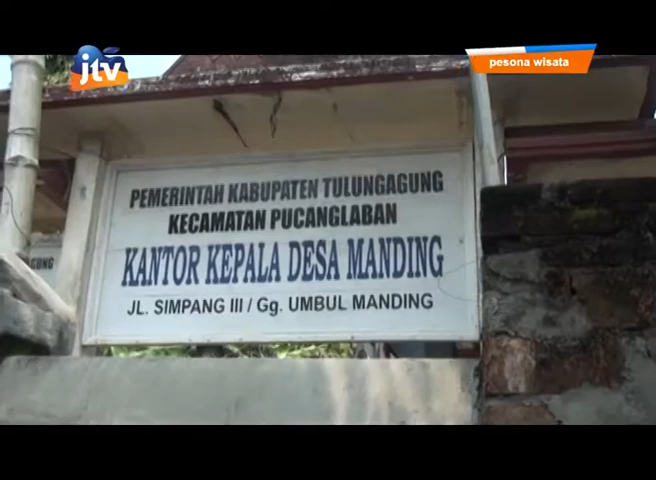 jtv
pesona wisata
PEMERINTAH KABUPATEN TULUNGAGUNG
KECAMATAN PUCANGLABAN
KANTOR KEPALA DESA MANDING
JL. SIMPANG III / Gg. UMBUL MANDING